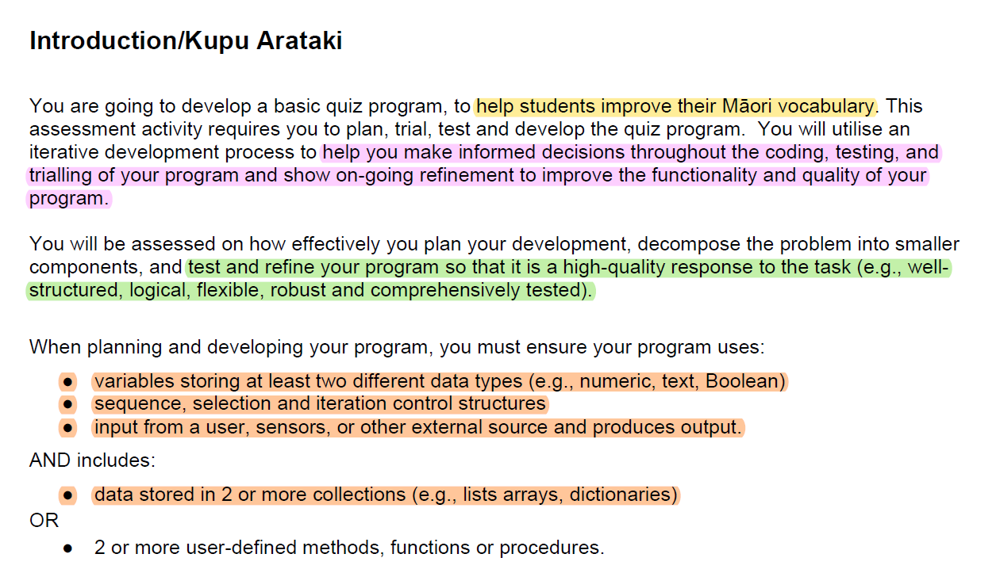 Introduction/Kupu Arataki
You are going to develop a basic quiz program, to help students improve their Māori vocabulary. This
assessment activity requires you to plan, trial, test and develop the quiz program.  You will utilise an
iterative development process to help you make informed decisions throughout the coding, testing, and
trialling of your program and show on-going refinement to improve the functionality and quality of your
program.
You will be assessed on how effectively you plan your development, decompose the problem into smaller
components, and test and refine your program so that it is a high-quality response to the task (e.g., well-
structured, logical, flexible, robust and comprehensively tested).
When planning and developing your program, you must ensure your program uses:
● variables storing at least two different data types (e.g., numeric, text, Boolean)
● sequence, selection and iteration control structures
● input from a user, sensors, or other external source and produces output.
AND includes:
● data stored in 2 or more collections (e.g., lists arrays, dictionaries)
OR
● 2 or more user-defined methods, functions or procedures.